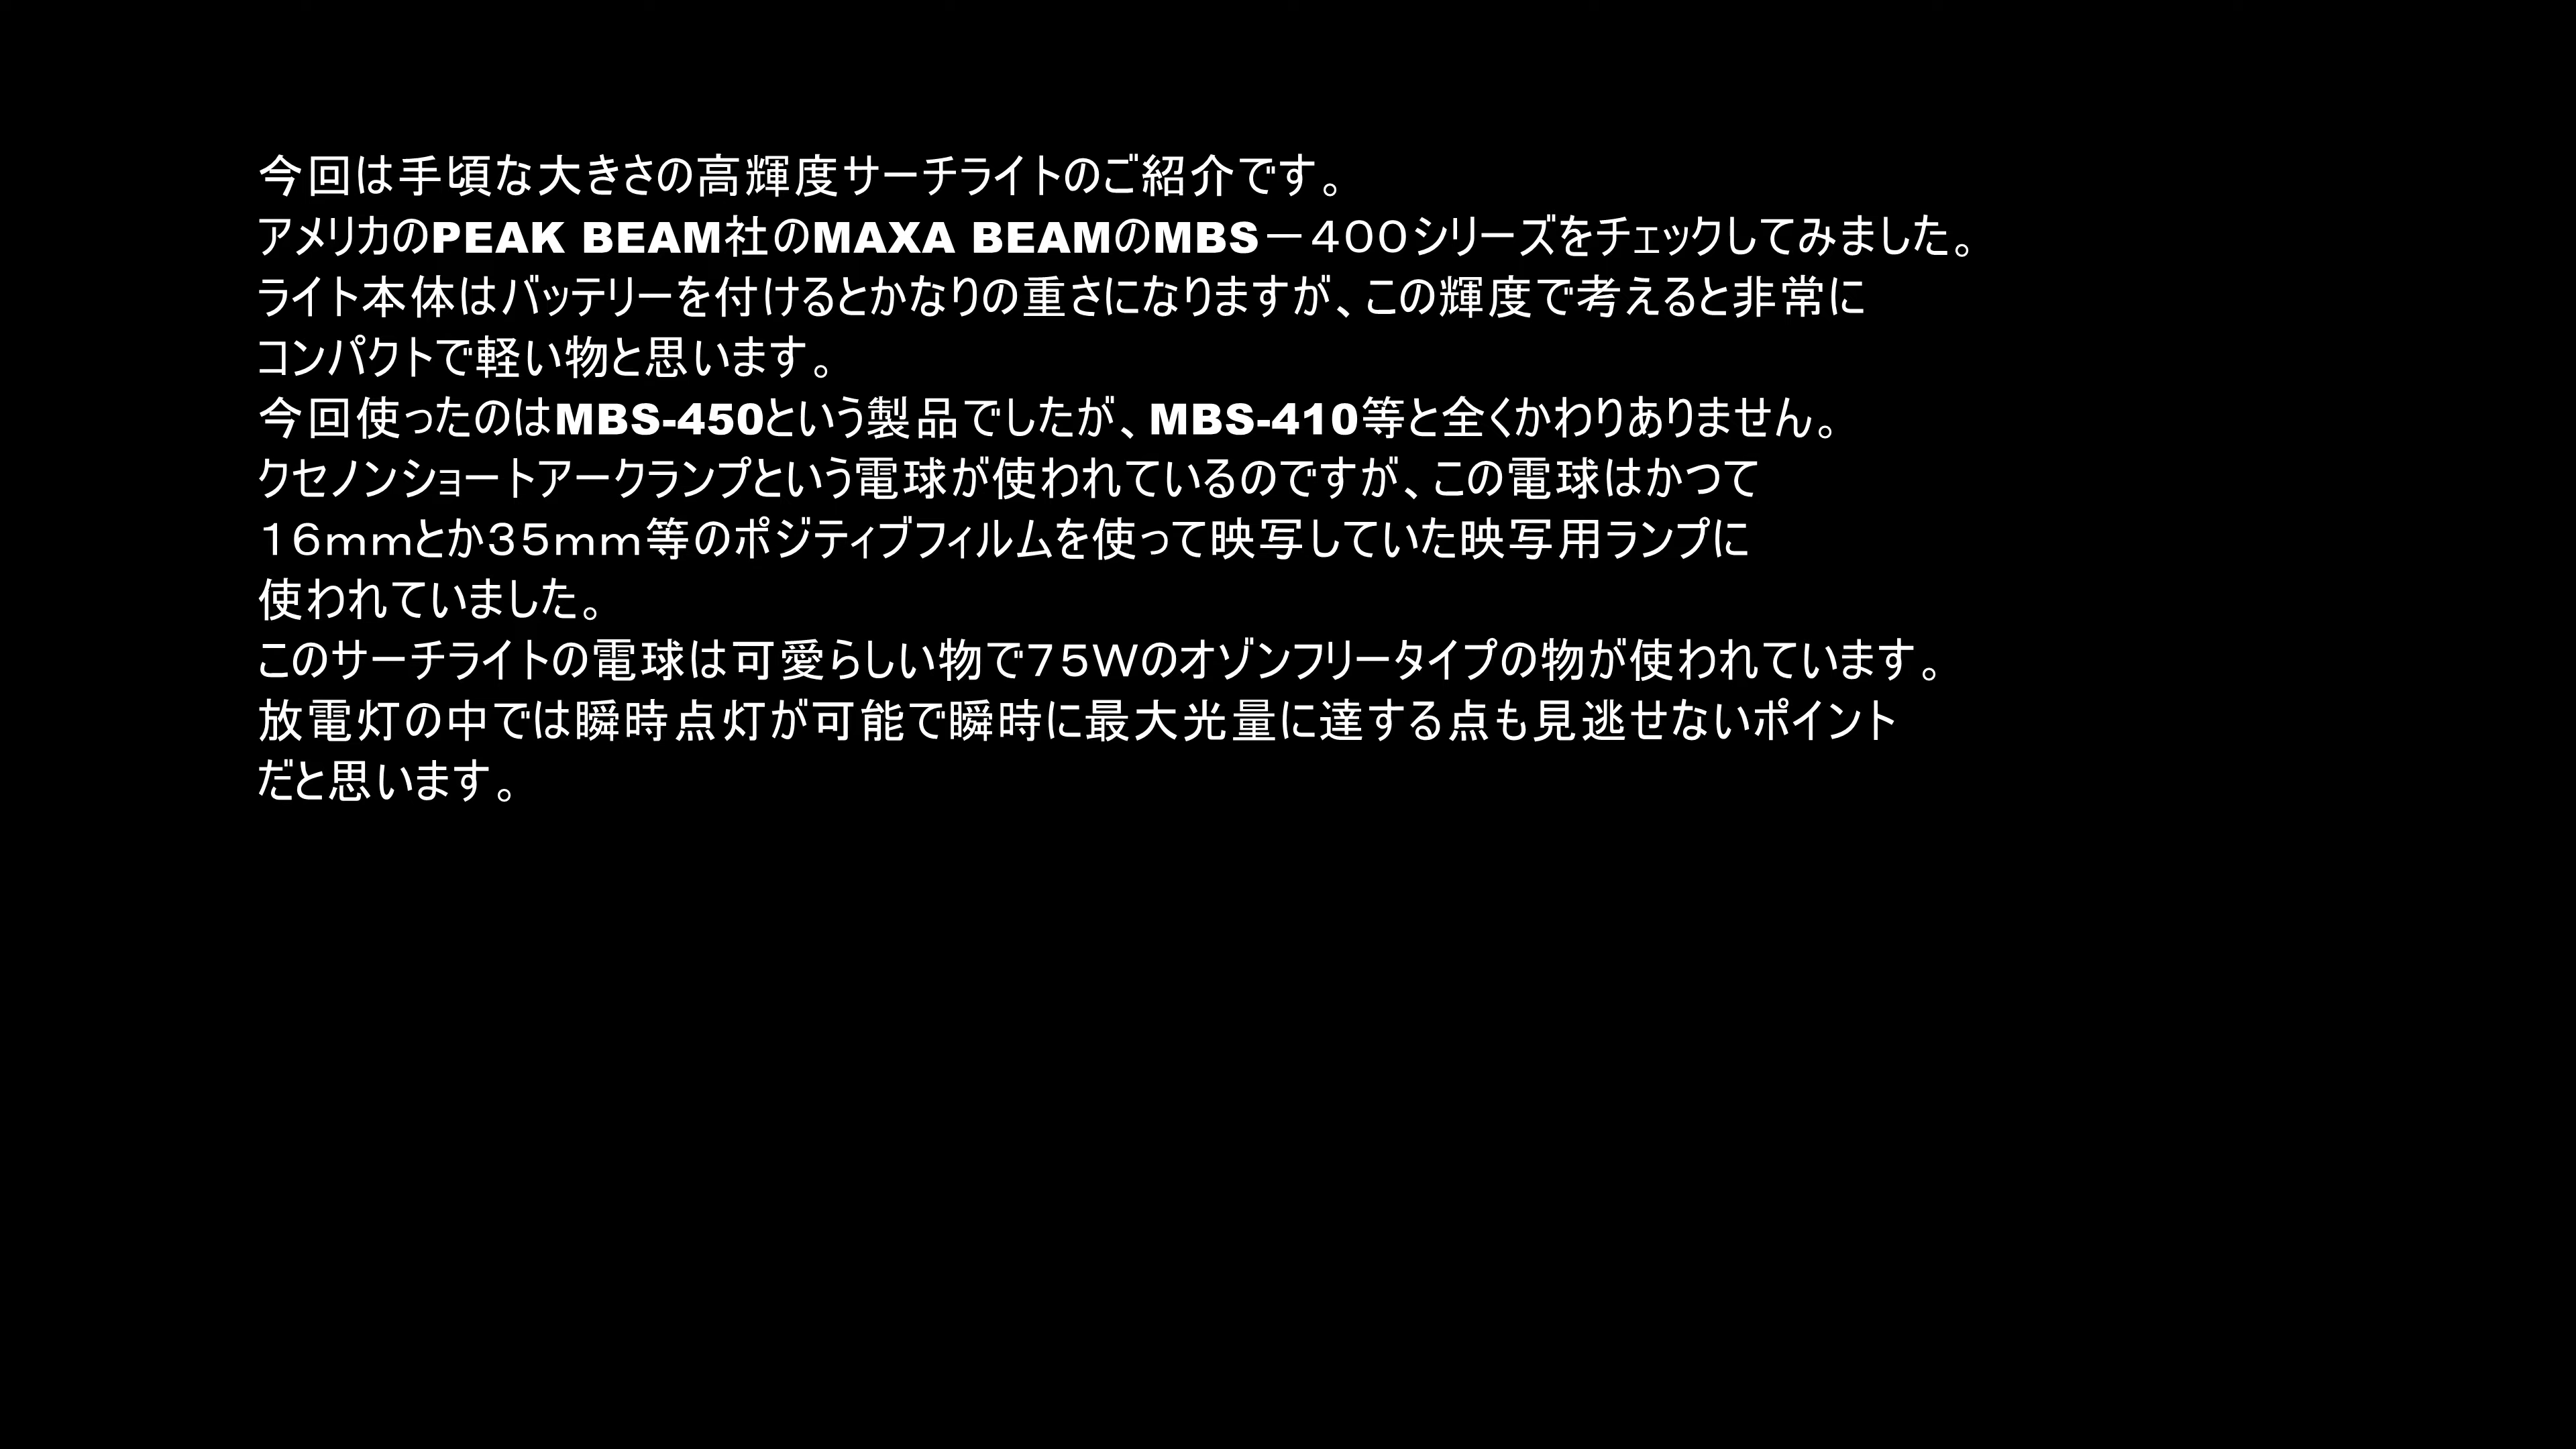 今回は手頃な大きさの高輝度サーチライトのご紹介です。
アメリカのPEAK BEAM社のMAXA BEAMのMBS－４００シリーズをチェックしてみました。
ライト本体はバッテリーを付けるとかなりの重さになりますが、この輝度で考えると非常に
コンパクトで軽い物と思います。
今回使ったのはMBS-450という製品でしたが、MBS-410等と全くかわりありません。
クセノンショートアークランプという電球が使われているのですが、この電球はかつて
１６ｍｍとか３５ｍｍ等のポジティブフィルムを使って映写していた映写用ランプに
使われていました。
このサーチライトの電球は可愛らしい物で７５Ｗのオゾンフリータイプの物が使われています。
放電灯の中では瞬時点灯が可能で瞬時に最大光量に達する点も見逃せないポイント
だと思います。